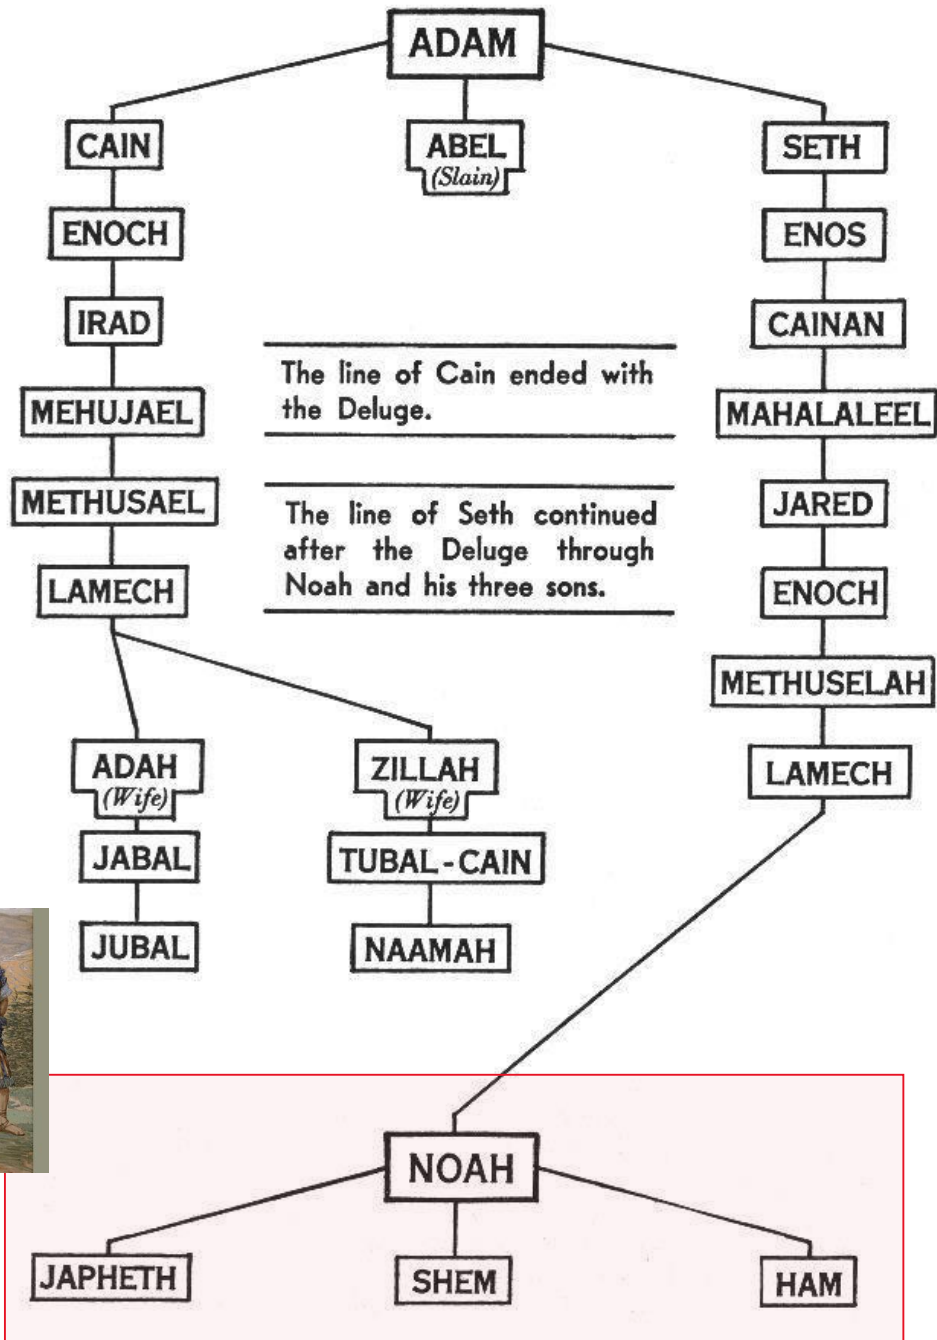 ADAM
CAIN
ABEL
(Slain)
SETH
ENOCH
ENOS
IRAD
CAINAN
The line of Cain ended with
the Deluge.
MEHUJAEL
MAHALALEEL
METHUSAEL
JARED
The line of Seth continued
after the Deluge through
Noah and his three sons.
LAMECH
ENOCH
METHUSELAH
ADAH
(Wife)
ZILLAH
(Wife)
LAMECH
JABAL
TUBAL-CAIN
JUBAL
NAAMAH
NOAH
JAPHETH
SHEM
HAM